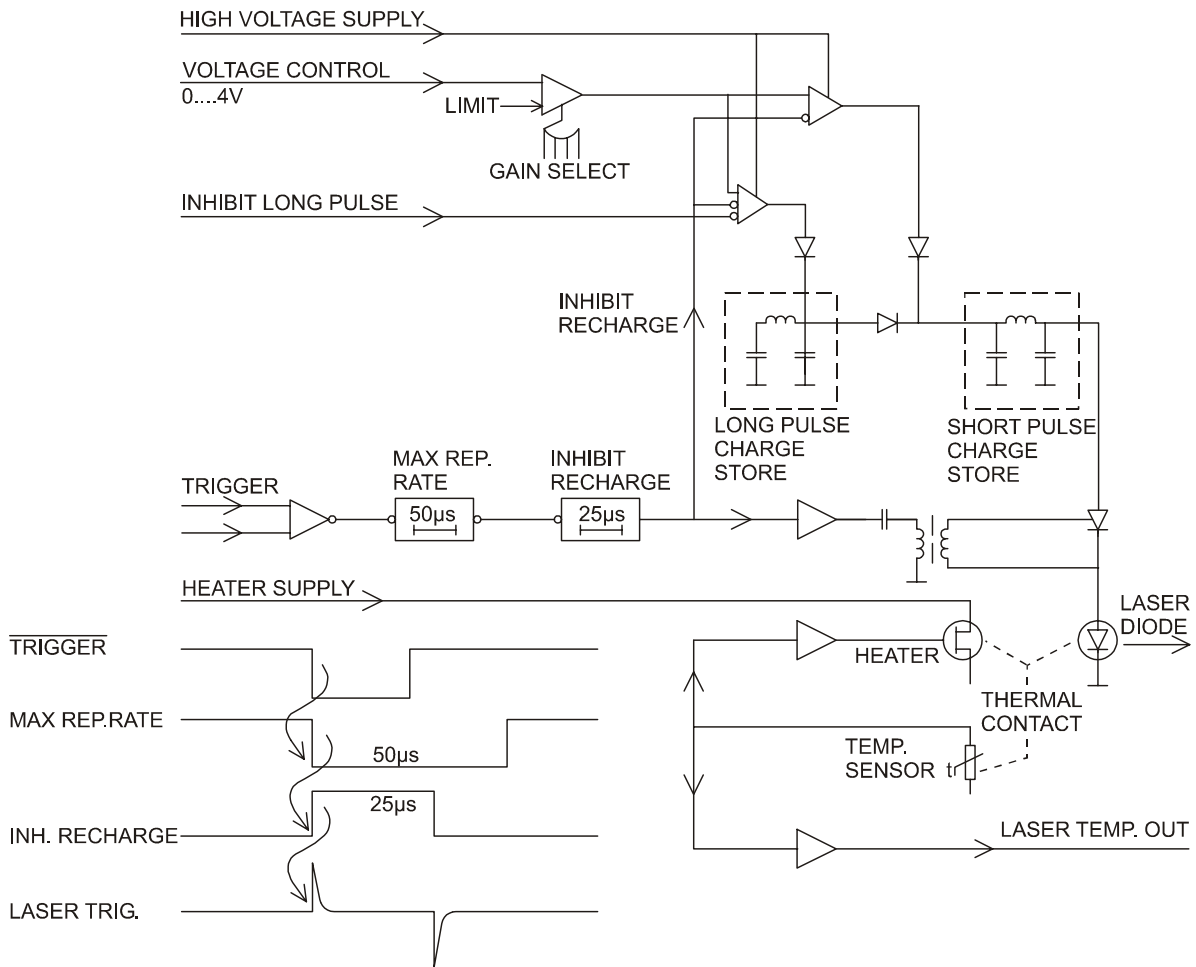 HIGH VOLTAGE SUPPLY
VOLTAGE CONTROL
0....4V
LIMIT
GAIN SELECT
INHIBIT LONG PULSE
INHIBIT
RECHARGE
LONG PULSE
CHARGE
STORE
SHORT PULSE
CHARGE
STORE
TRIGGER
MAX REP.
RATE
50µs
INHIBIT
RECHARGE
25µs
HEATER SUPPLY
LASER
DIODE
HEATER
THERMAL
CONTACT
TEMP.
SENSOR
t
LASER TEMP. OUT
TRIGGER
MAX REP.RATE
50µs
25µs
INH. RECHARGE
LASER TRIG.